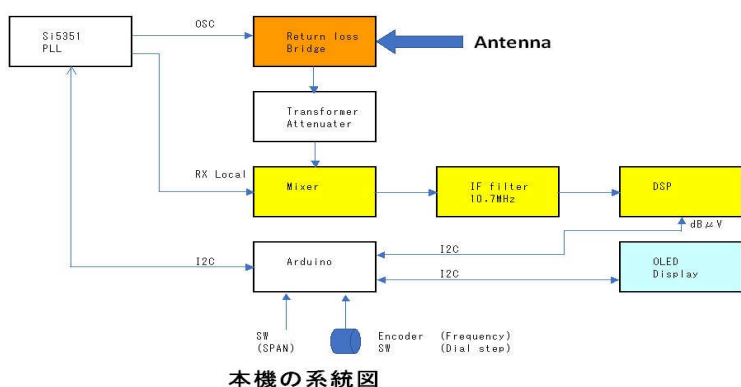 Si5351
PLL
OSC
Return loss
Bridge
Antenna
Transformer
Attenuater
RX Local
Mixer
IF filter
10.7MHz
DSP
dBμV
I2C
Arduino
I2C
I2C
OLED
Display
SW
(SPAN)
Encoder (Frequency)
SW (Dial step)
本機の系統図